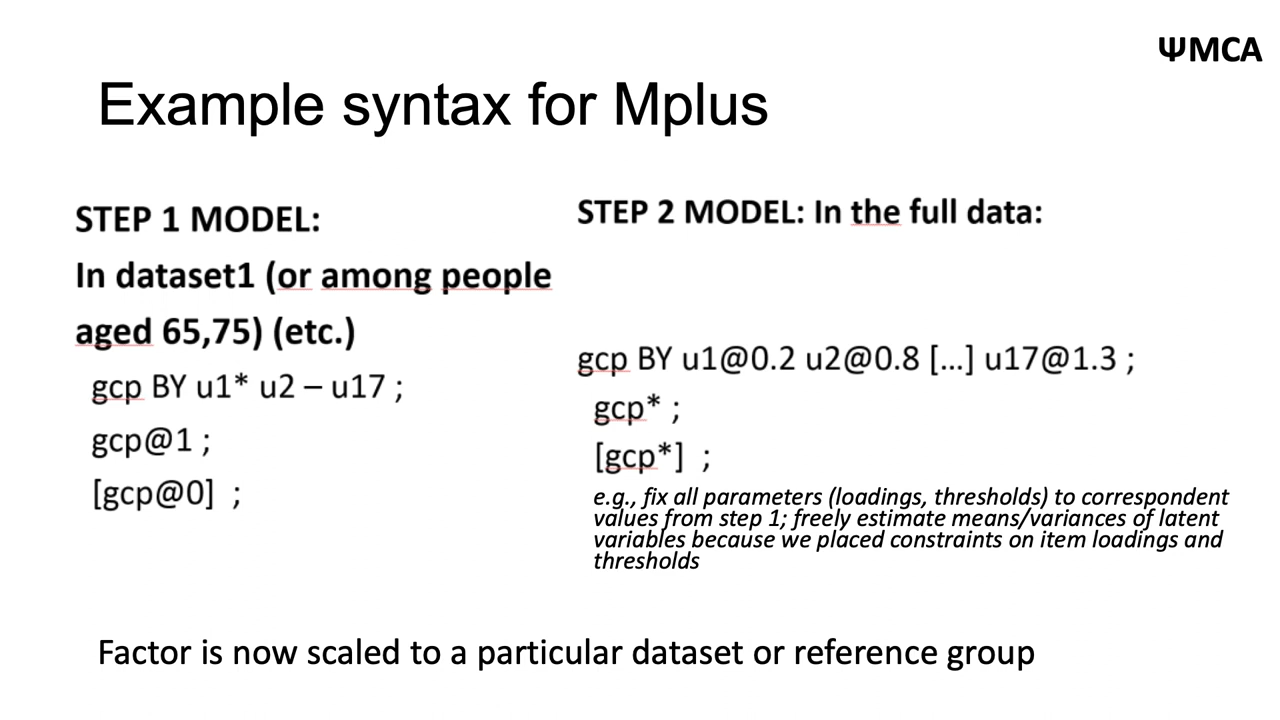 ΨMCA
Example syntax for Mplus
STEP 1 MODEL:
In dataset1 (or among people
aged 65,75) (etc.)
gcp BY u1* u2 – u17 ;
gcp@1 ;
[gcp@0]  ;
STEP 2 MODEL: In the full data:
gcp BY u1@0.2 u2@0.8 [...] u17@1.3 ;
gcp* ;
[gcp*]  ;
e.g., fix all parameters (loadings, thresholds) to correspondent
values from step 1; freely estimate means/variances of latent
variables because we placed constraints on item loadings and
thresholds
Factor is now scaled to a particular dataset or reference group